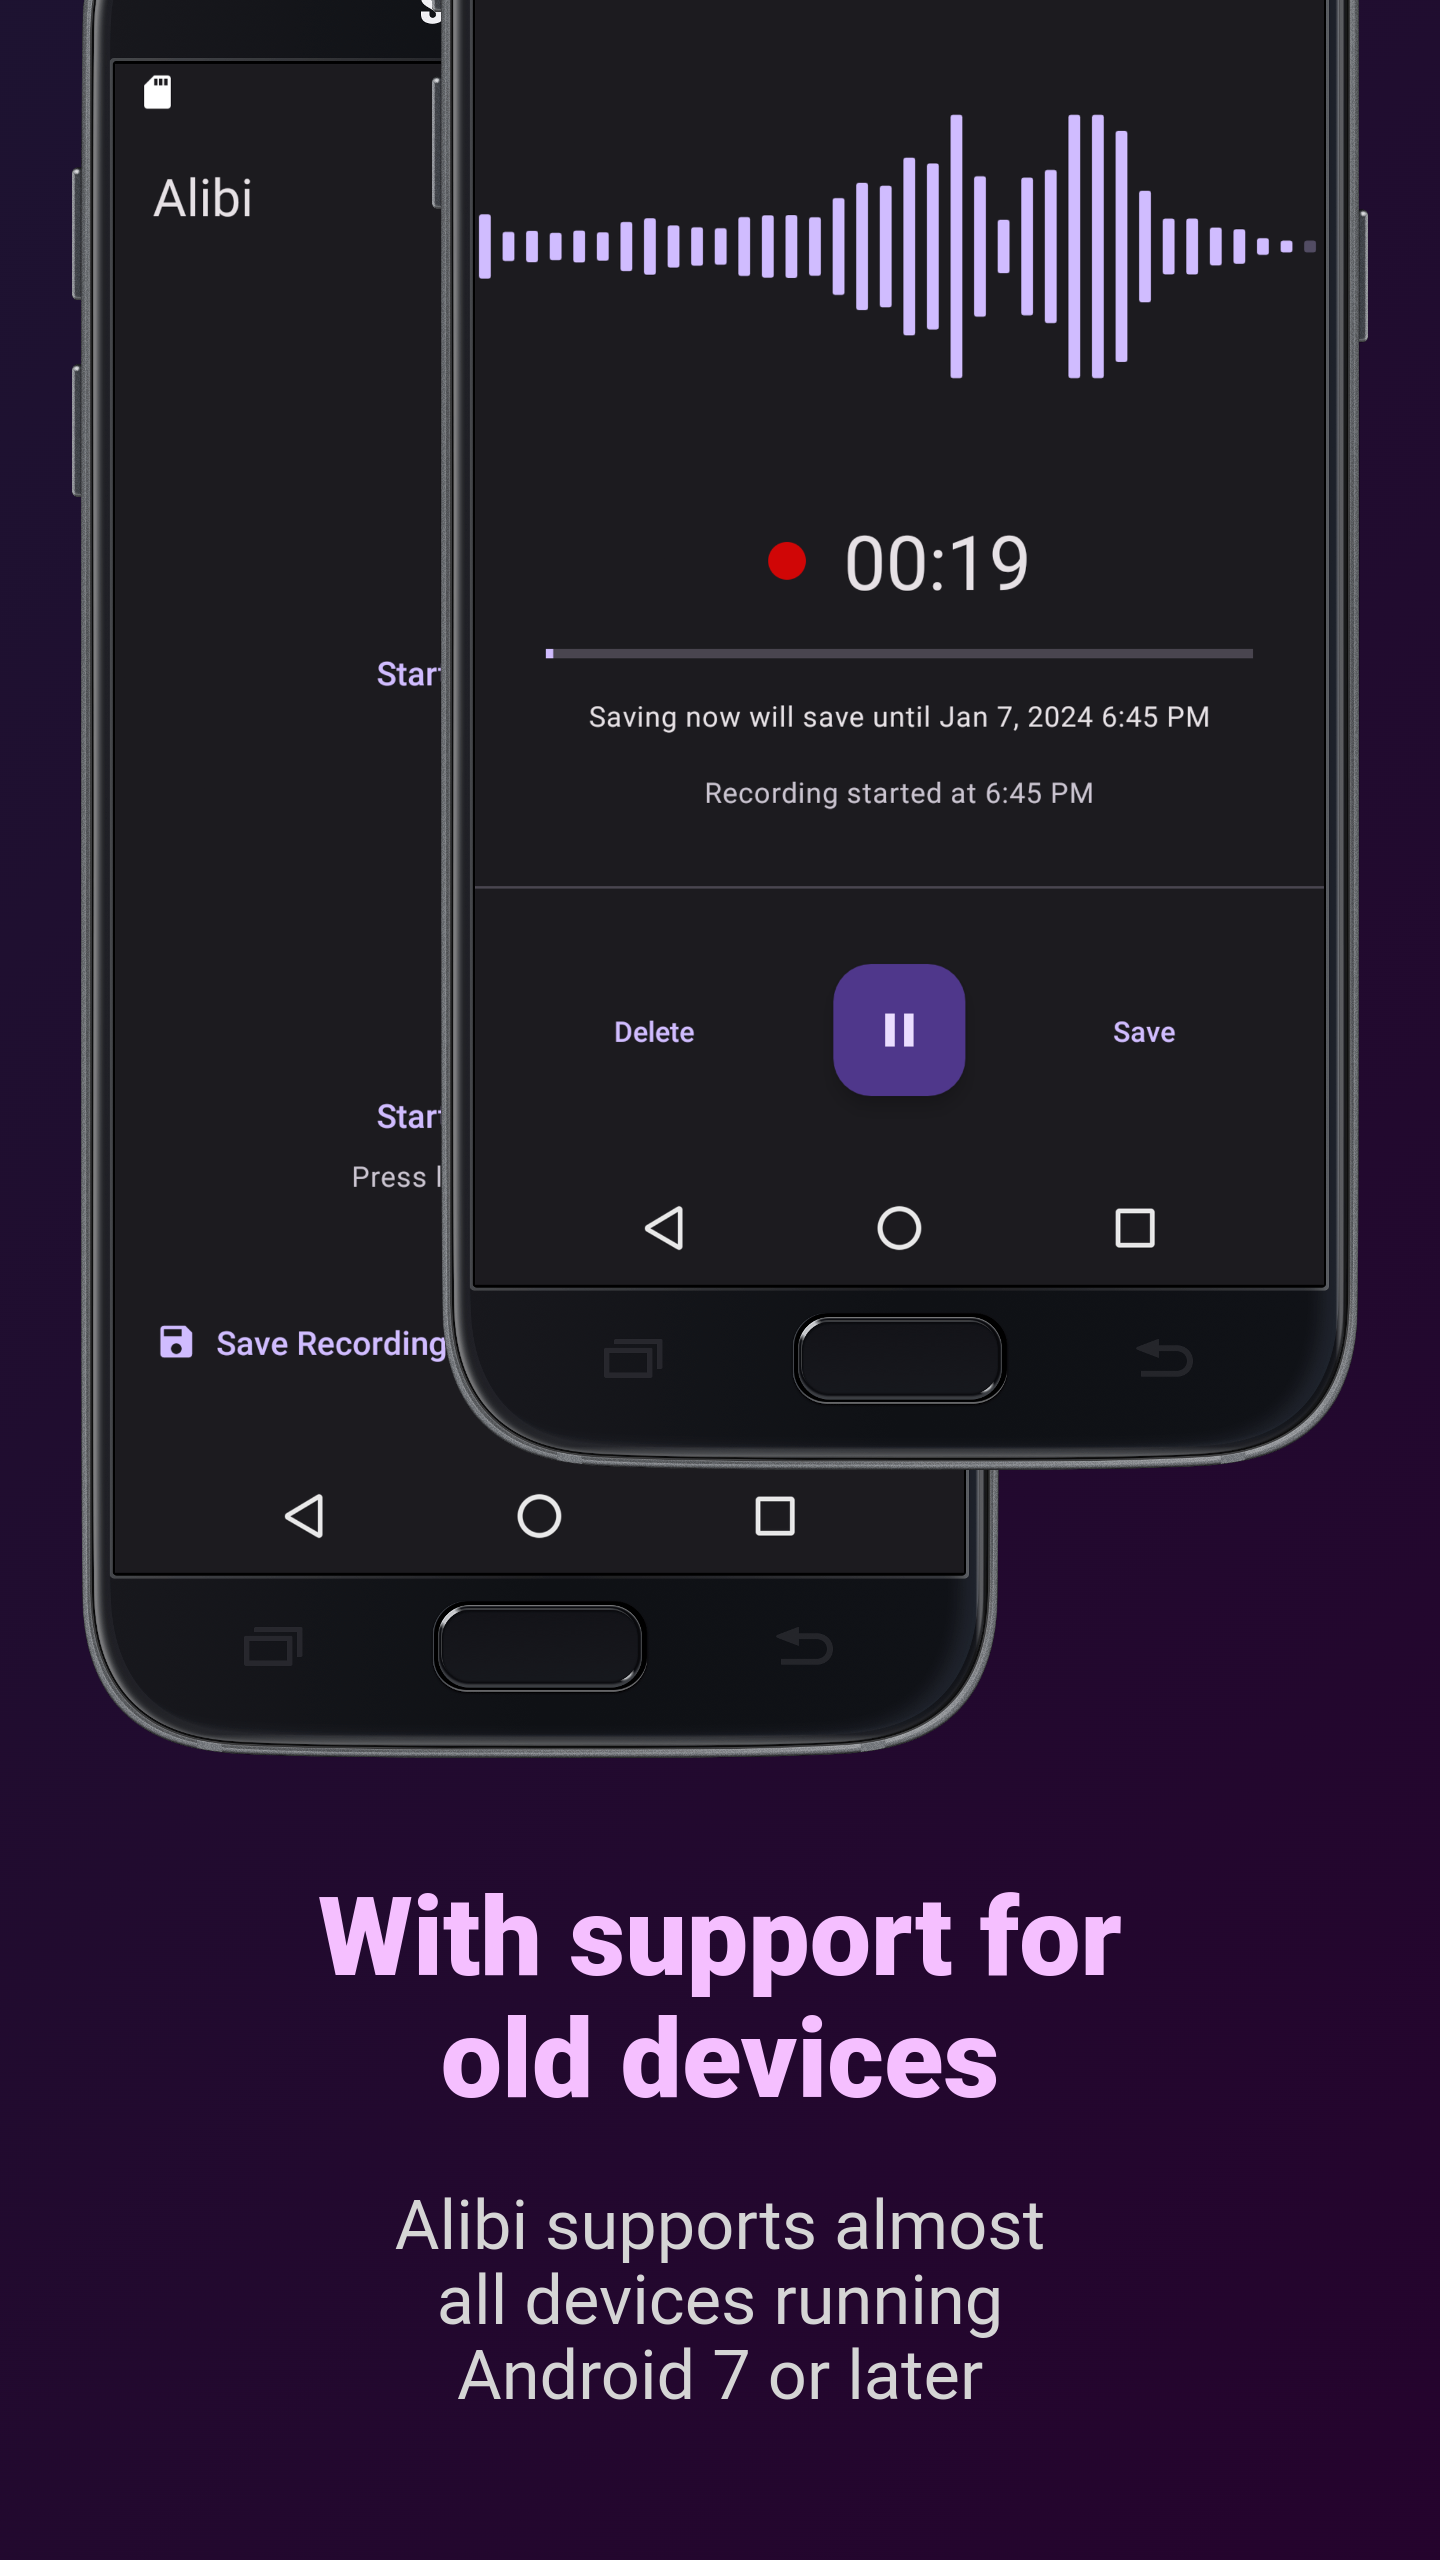 Alibi
Save Recording
00:19
Saving now will save until Jan 7, 2024 6:45 PM
Recording started at 6:45 PM
Delete
Save
Press
With support for
old devices
Alibi supports almost
all devices running
Android 7 or later